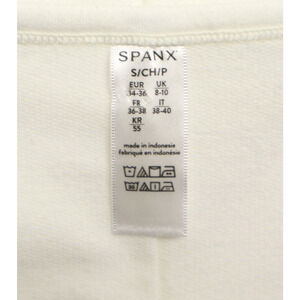 SPANX
S/CH/P
EUR UK
34-36 8-10
FR IT
36-38 38-40
KR
55
made in indonesie
fabriqué en indonésie